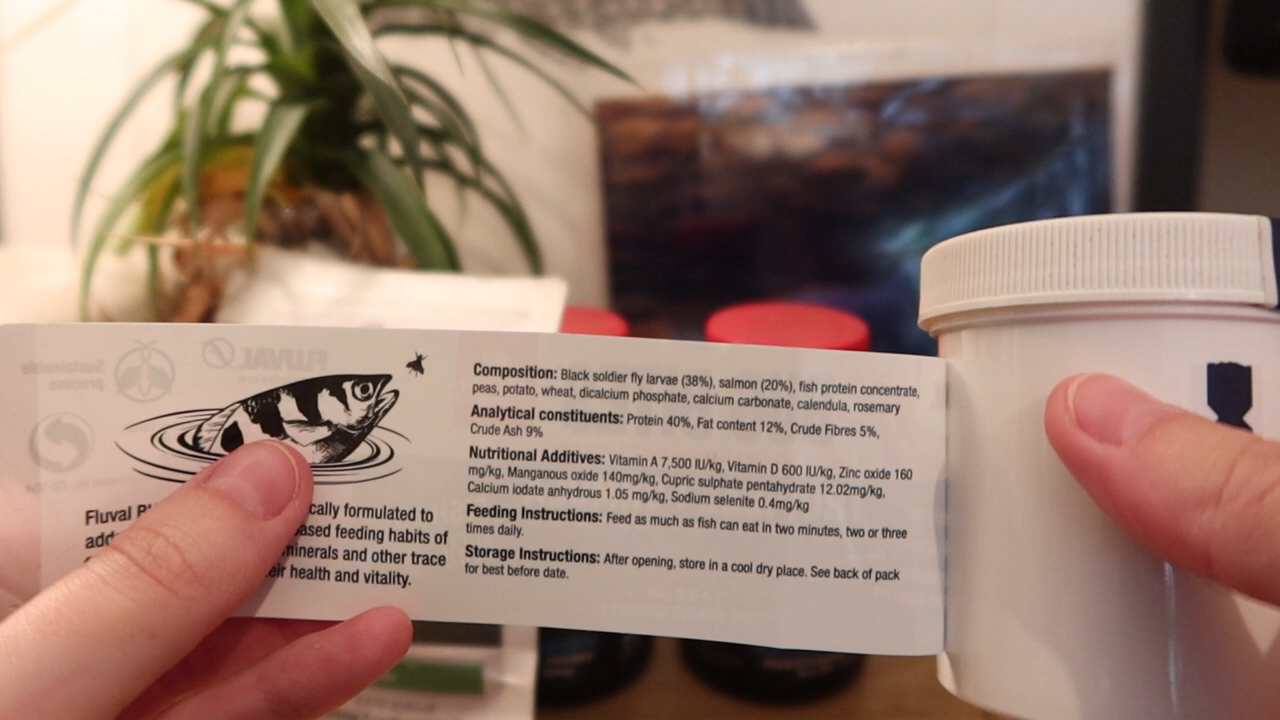 FLUVAL
Sustainable
process
Fluval
cally formulated to
ased feeding habits of
minerals and other trace
eir health and vitality.
Composition: Black soldier fly larvae (38%), salmon (20%), fish protein concentrate,
peas, potato, wheat, dicalcium phosphate, calcium carbonate, calendula, rosemary
Analytical constituents: Protein 40%, Fat content 12%, Crude Fibres 5%,
Crude Ash 9%
Nutritional Additives: Vitamin A 7,500 IU/kg, Vitamin D 600 IU/kg, Zinc oxide 160
mg/kg, Manganous oxide 140mg/kg, Cupric sulphate pentahydrate 12.02mg/kg,
Calcium iodate anhydrous 1.05 mg/kg, Sodium selenite 0.4mg/kg
Feeding Instructions: Feed as much as fish can eat in two minutes, two or three
times daily.
Storage Instructions: After opening, store in a cool dry place. See back of pack
for best before date.